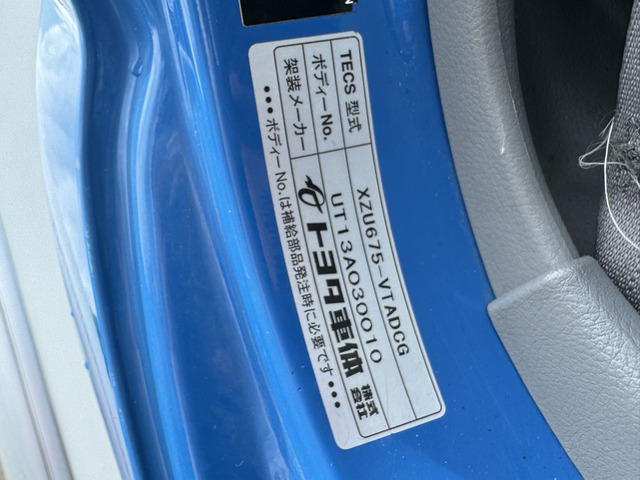 TECS 型式 XZU675-VTADCG
ボディーNo. UT13A030010
架装メーカー トヨタ車体 株式会社
•••ボディーNo.は補給部品発注時に必要です•••